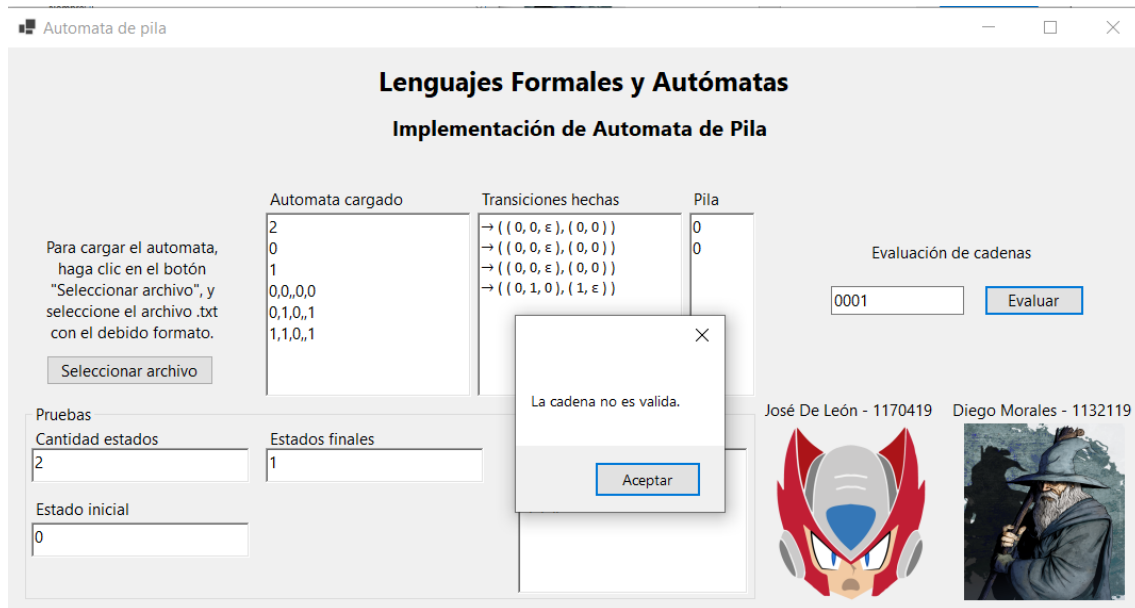 Automata de pila
Lenguajes Formales y Autómatas
Implementación de Automata de Pila
Automata cargado
Transiciones hechas
Pila
Para cargar el automata,
haga clic en el botón
"Seleccionar archivo", y
seleccione el archivo .txt
con el debido formato.
Seleccionar archivo
2
0
1
0,0,,0,0
0,1,0,,1
1,1,0,,1
→ ( ( 0, 0, ε ), ( 0, 0 ) )
→ ( ( 0, 0, ε ), ( 0, 0 ) )
→ ( ( 0, 0, ε ), ( 0, 0 ) )
→ ( ( 0, 1, 0 ), ( 1, ε ) )
0
0
Evaluación de cadenas
0001
Evaluar
La cadena no es valida.
Aceptar
Pruebas
Cantidad estados
2
Estados finales
1
Estado inicial
0
José De León - 1170419
Diego Morales - 1132119